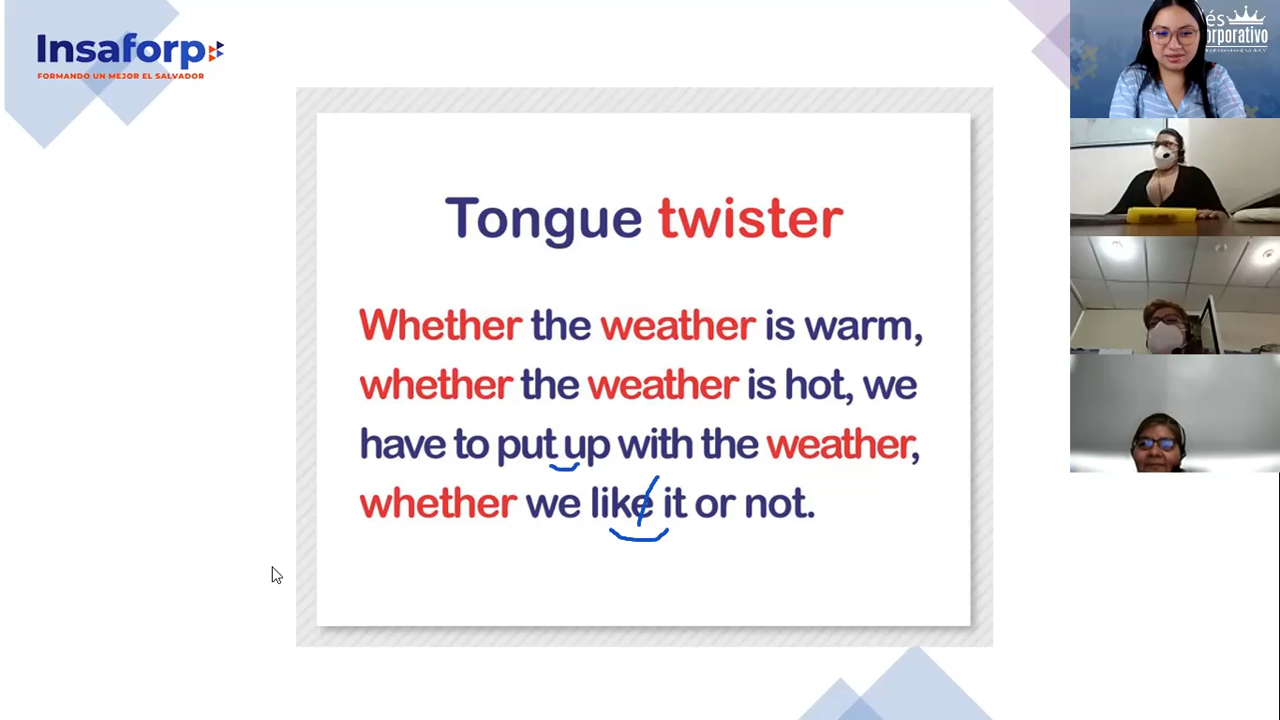 Insaforp
FORMANDO UN MEJOR EL SALVADOR
Tongue twister
Whether the weather is warm,
whether the weather is hot, we
have to put up with the weather,
whether we like it or not.